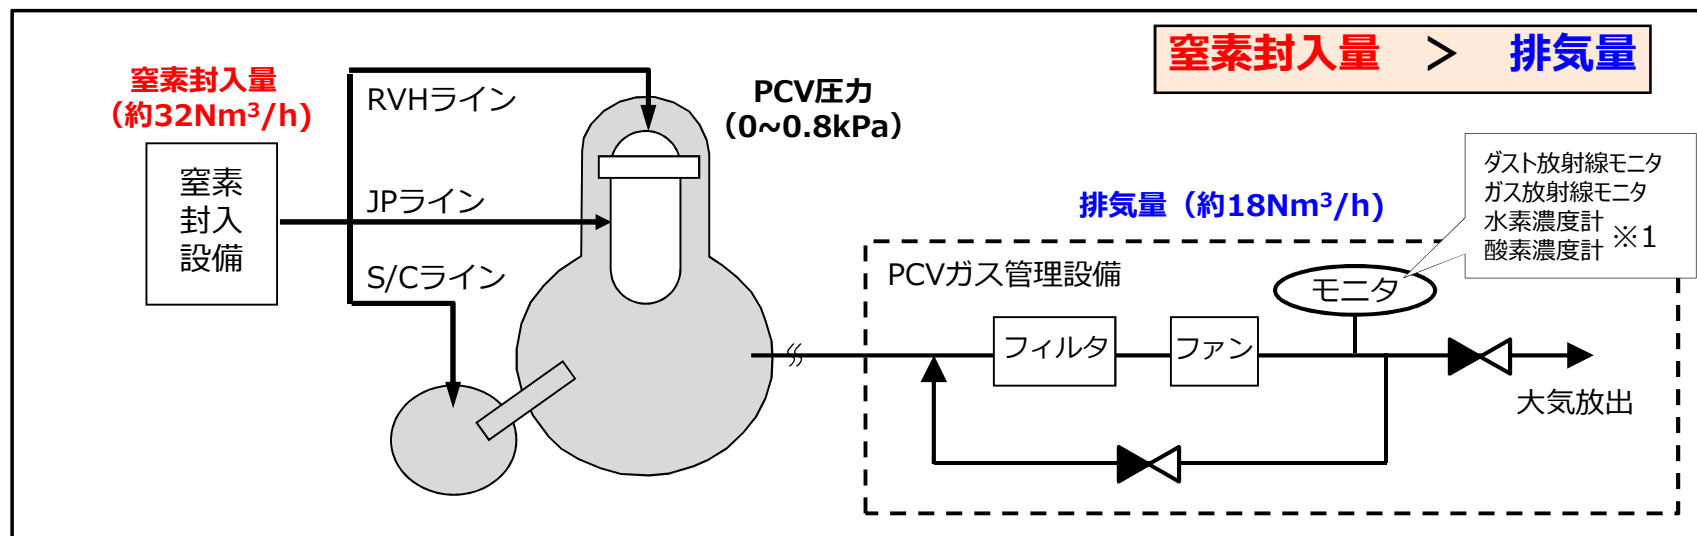 窒素封入量 > 排気量
窒素封入量
（約32Nm³/h)
RVHライン
PCV圧力
（0~0.8kPa）
窒素
封入
設備
JPライン
S/Cライン
排気量（約18Nm³/h)
ダスト放射線モニタ
ガス放射線モニタ
水素濃度計
酸素濃度計
※1
PCVガス管理設備
モニタ
フィルタ
ファン
大気放出